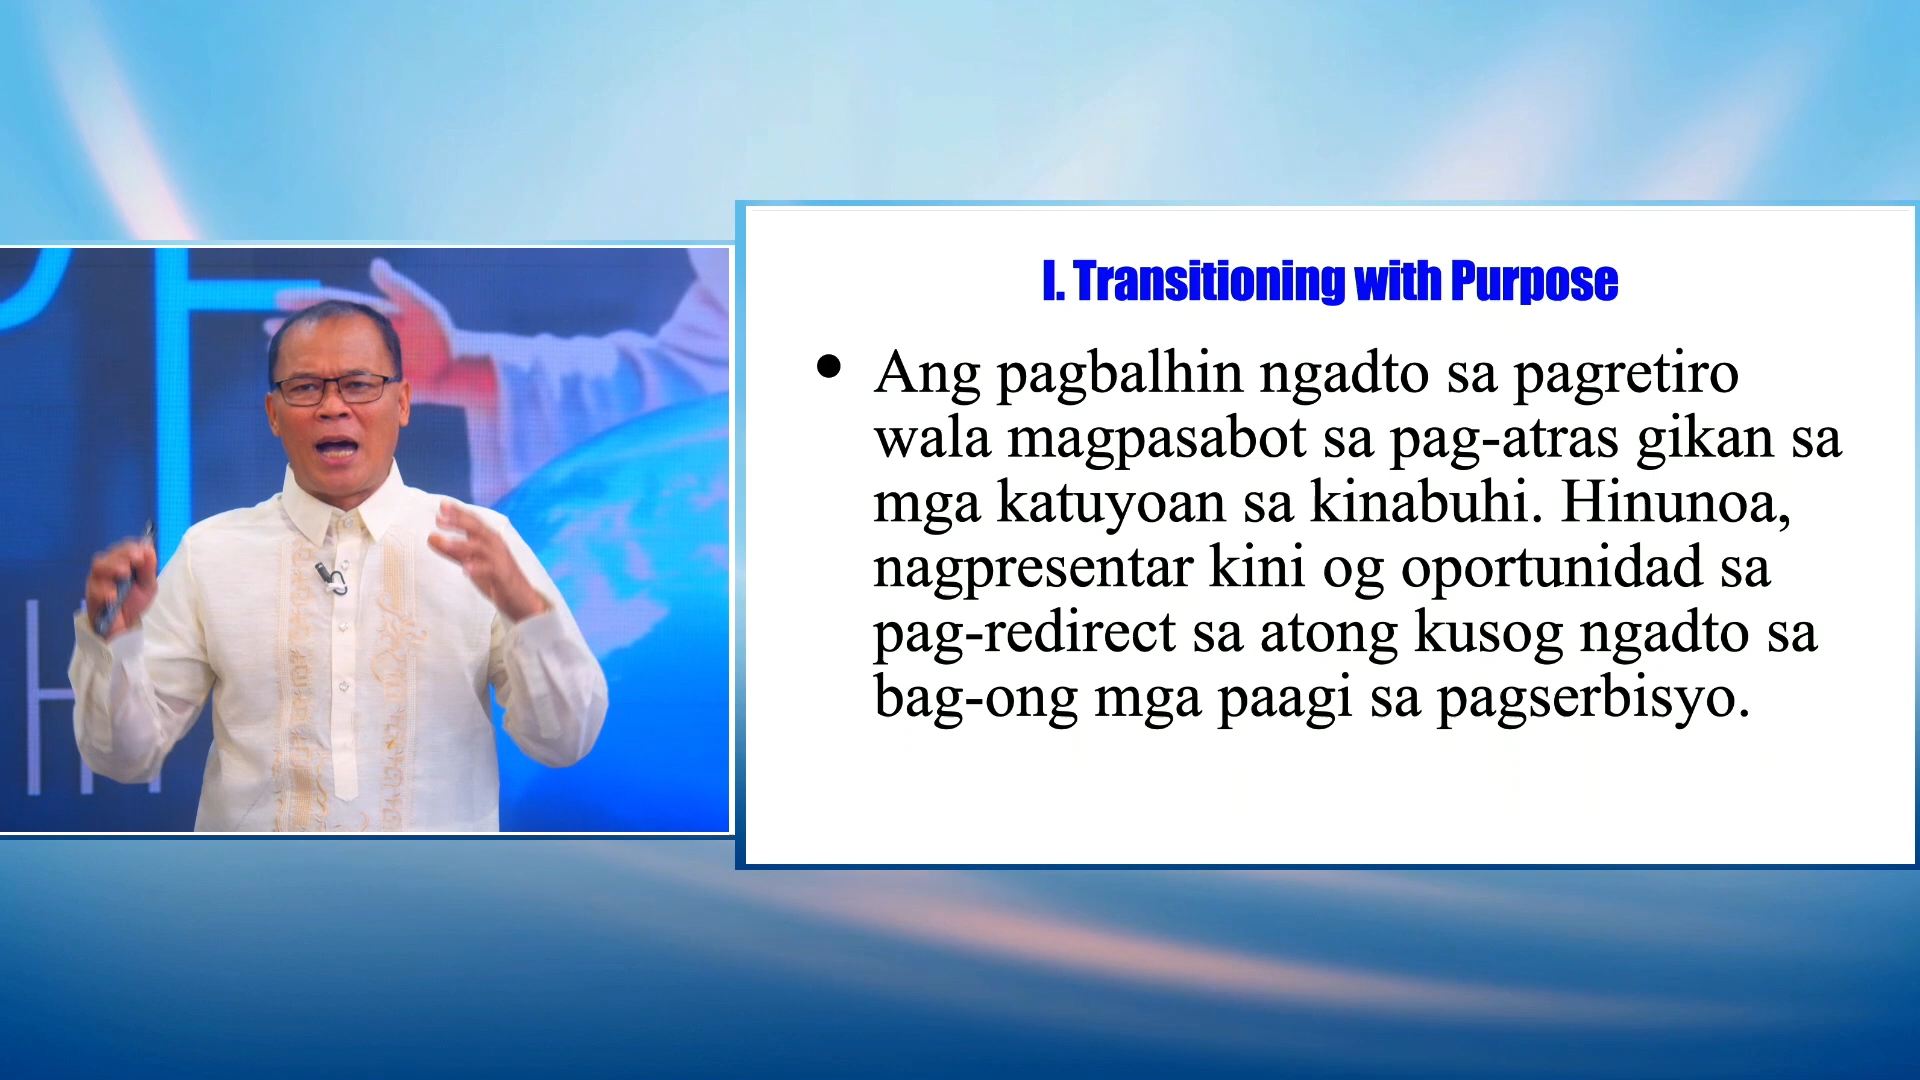 I. Transitioning with Purpose
• Ang pagbalhin ngadto sa pagretiro
wala magpasabot sa pag-atras gikan sa
mga katuyoan sa kinabuhi. Hinunoa,
nagpresentar kini og oportunidad sa
pag-redirect sa atong kusog ngadto sa
bag-ong mga paagi sa pagserbisyo.